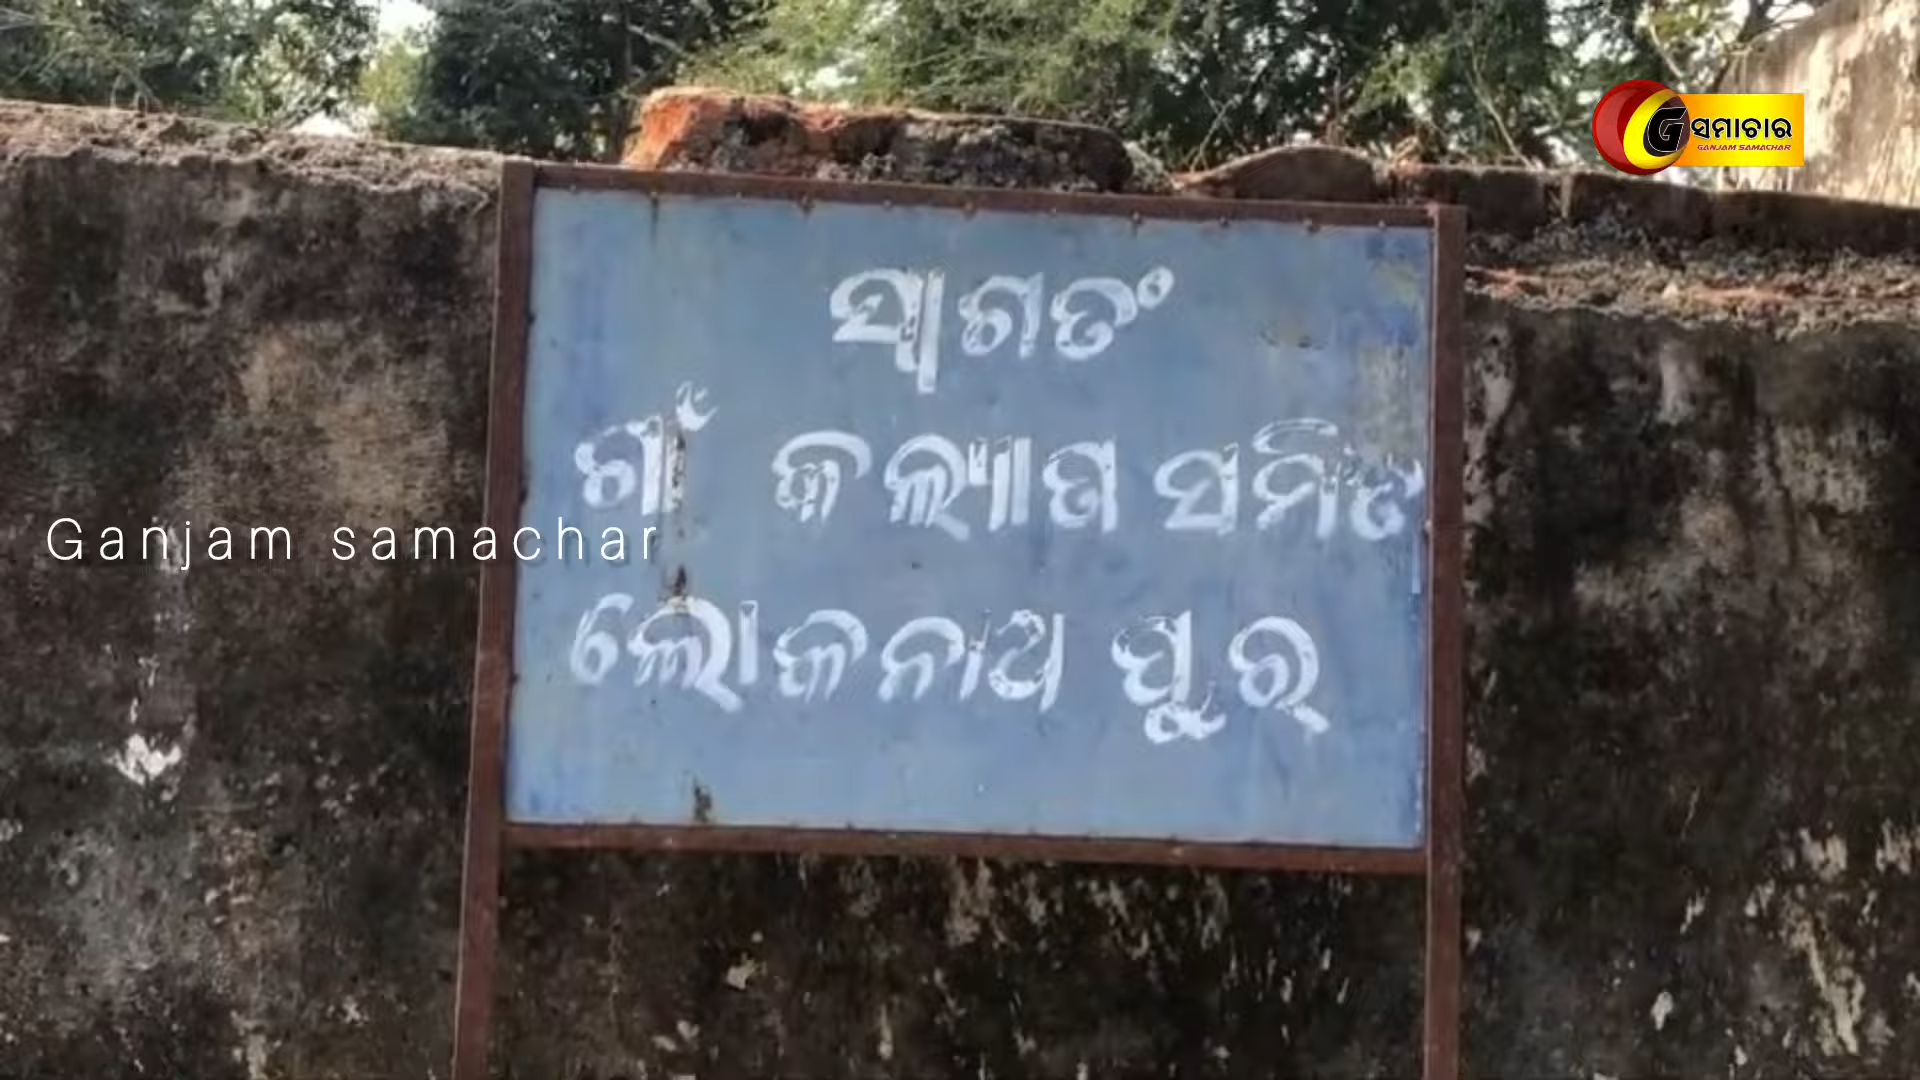 ସମାଚାର
GANJAM SAMACHAR
ସ୍ୱାଗତଂ
ଗାଁ କଲ୍ୟାଣ ସମିତି
Ganjam samachar
ଲୋକନାଥ ପୁର୍